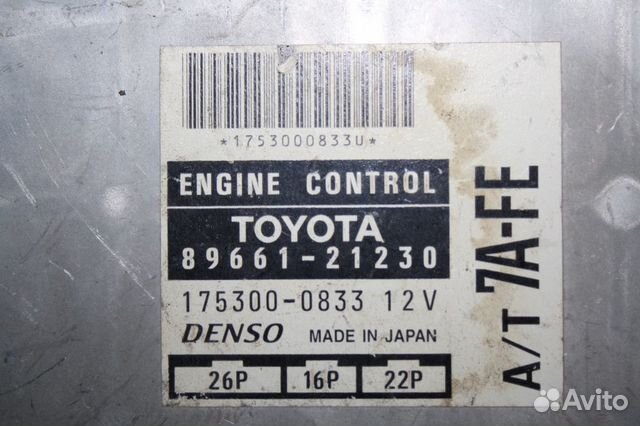 *1753000833U*
ENGINE CONTROL
TOYOTA
89661-21230
175300-0833 12V
DENSO MADE IN JAPAN
26P 16P 22P
A/T 7A-FE
Avito